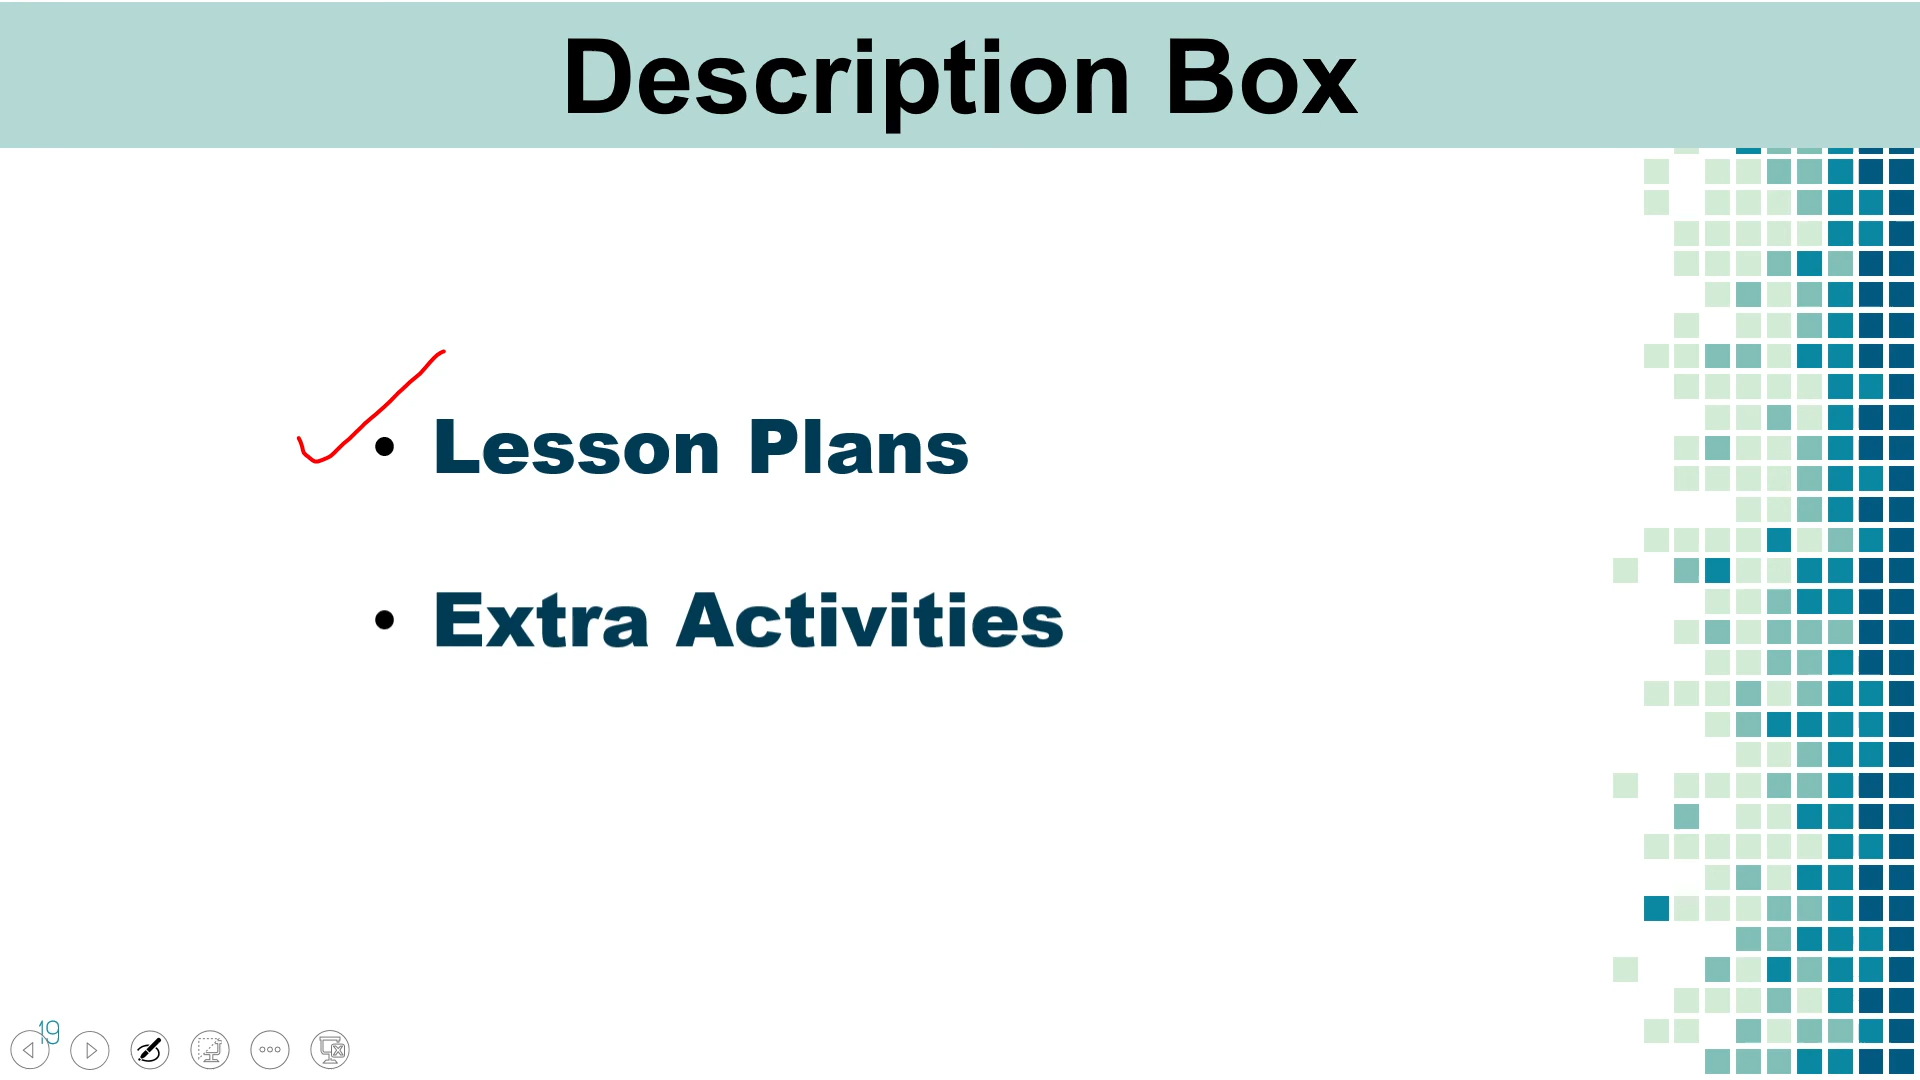 Description Box
• Lesson Plans
• Extra Activities
19